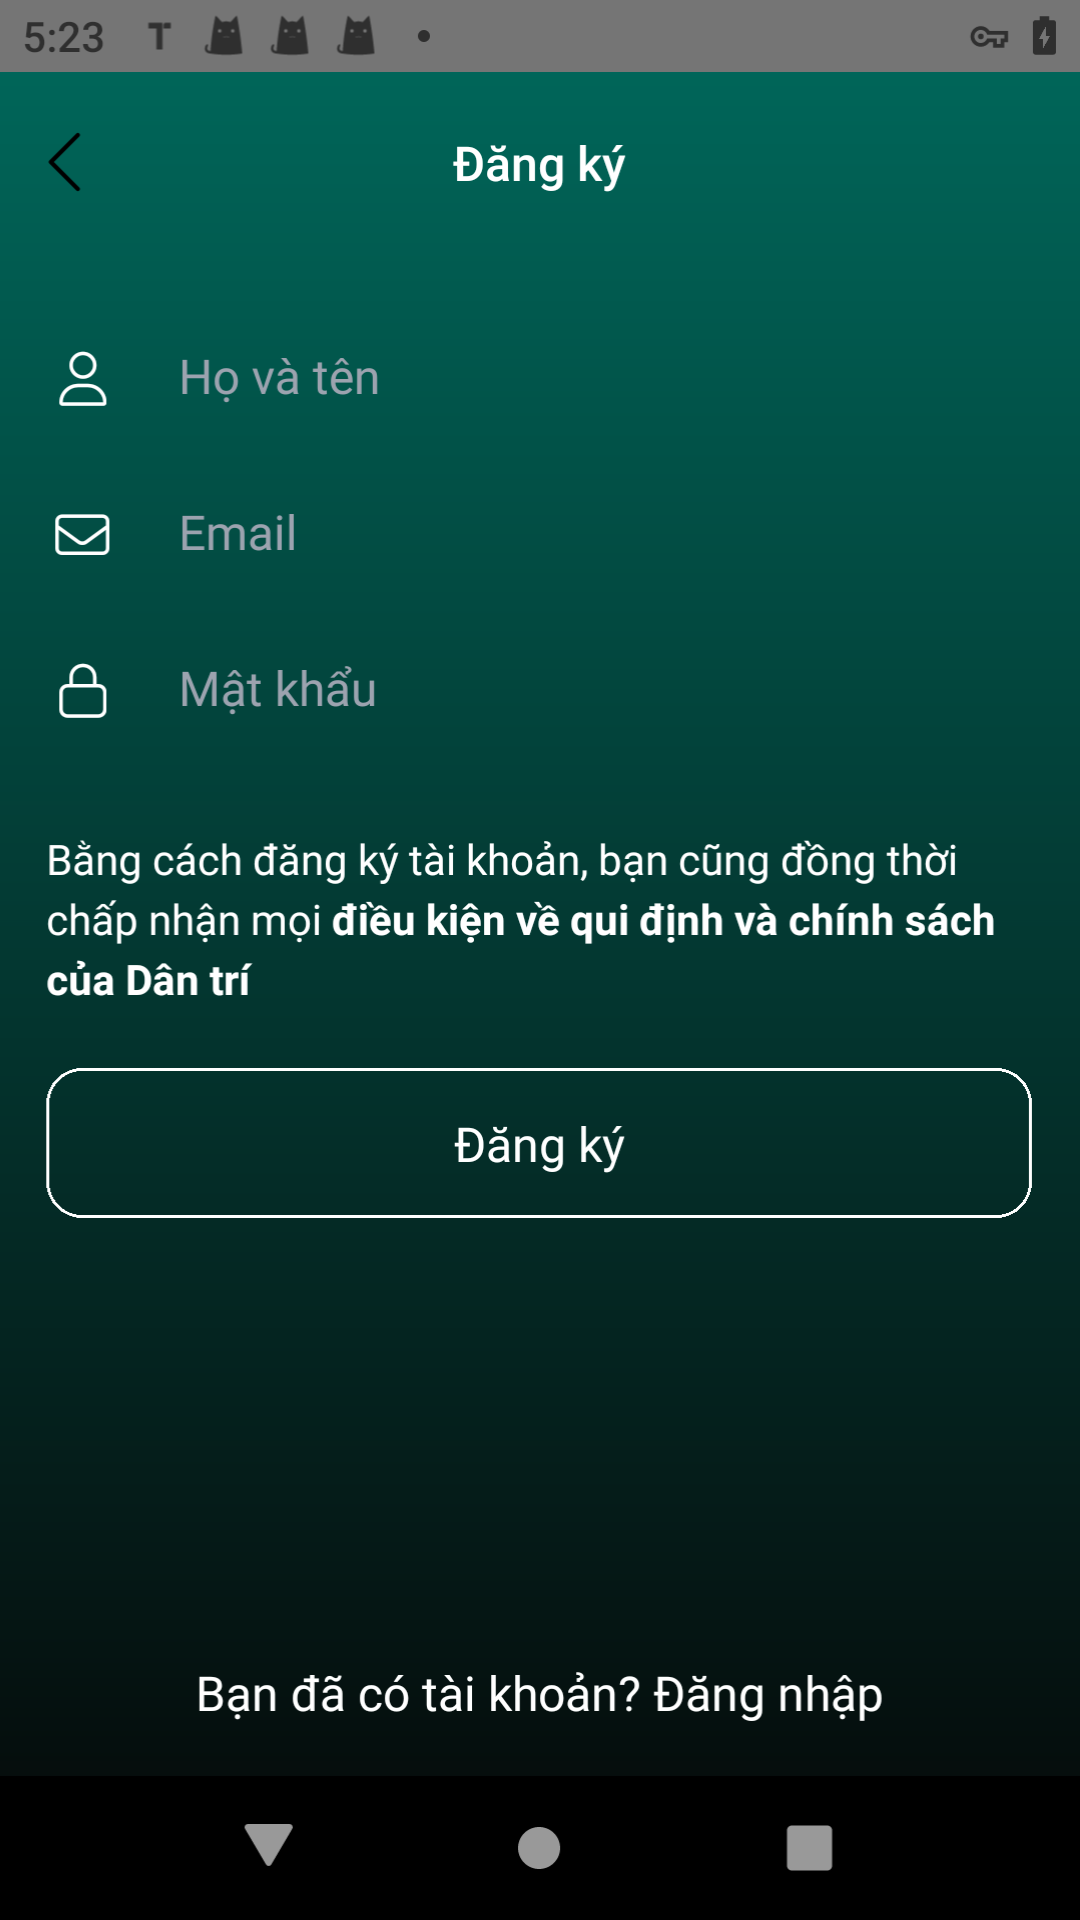 5:23
Đăng ký
Họ và tên
Email
Mật khẩu
Bằng cách đăng ký tài khoản, bạn cũng đồng thời
chấp nhận mọi điều kiện về qui định và chính sách
của Dân trí
Đăng ký
Bạn đã có tài khoản? Đăng nhập